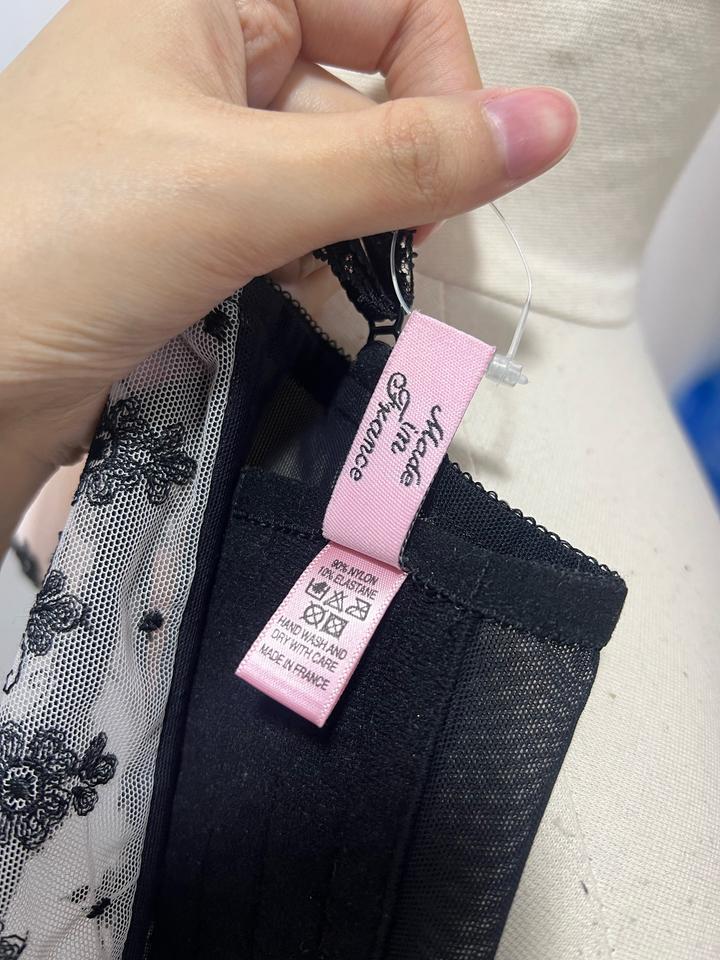 Made
in
France
90% NYLON
10% ELASTANE
HAND WASH AND
DRY WITH CARE
MADE IN FRANCE